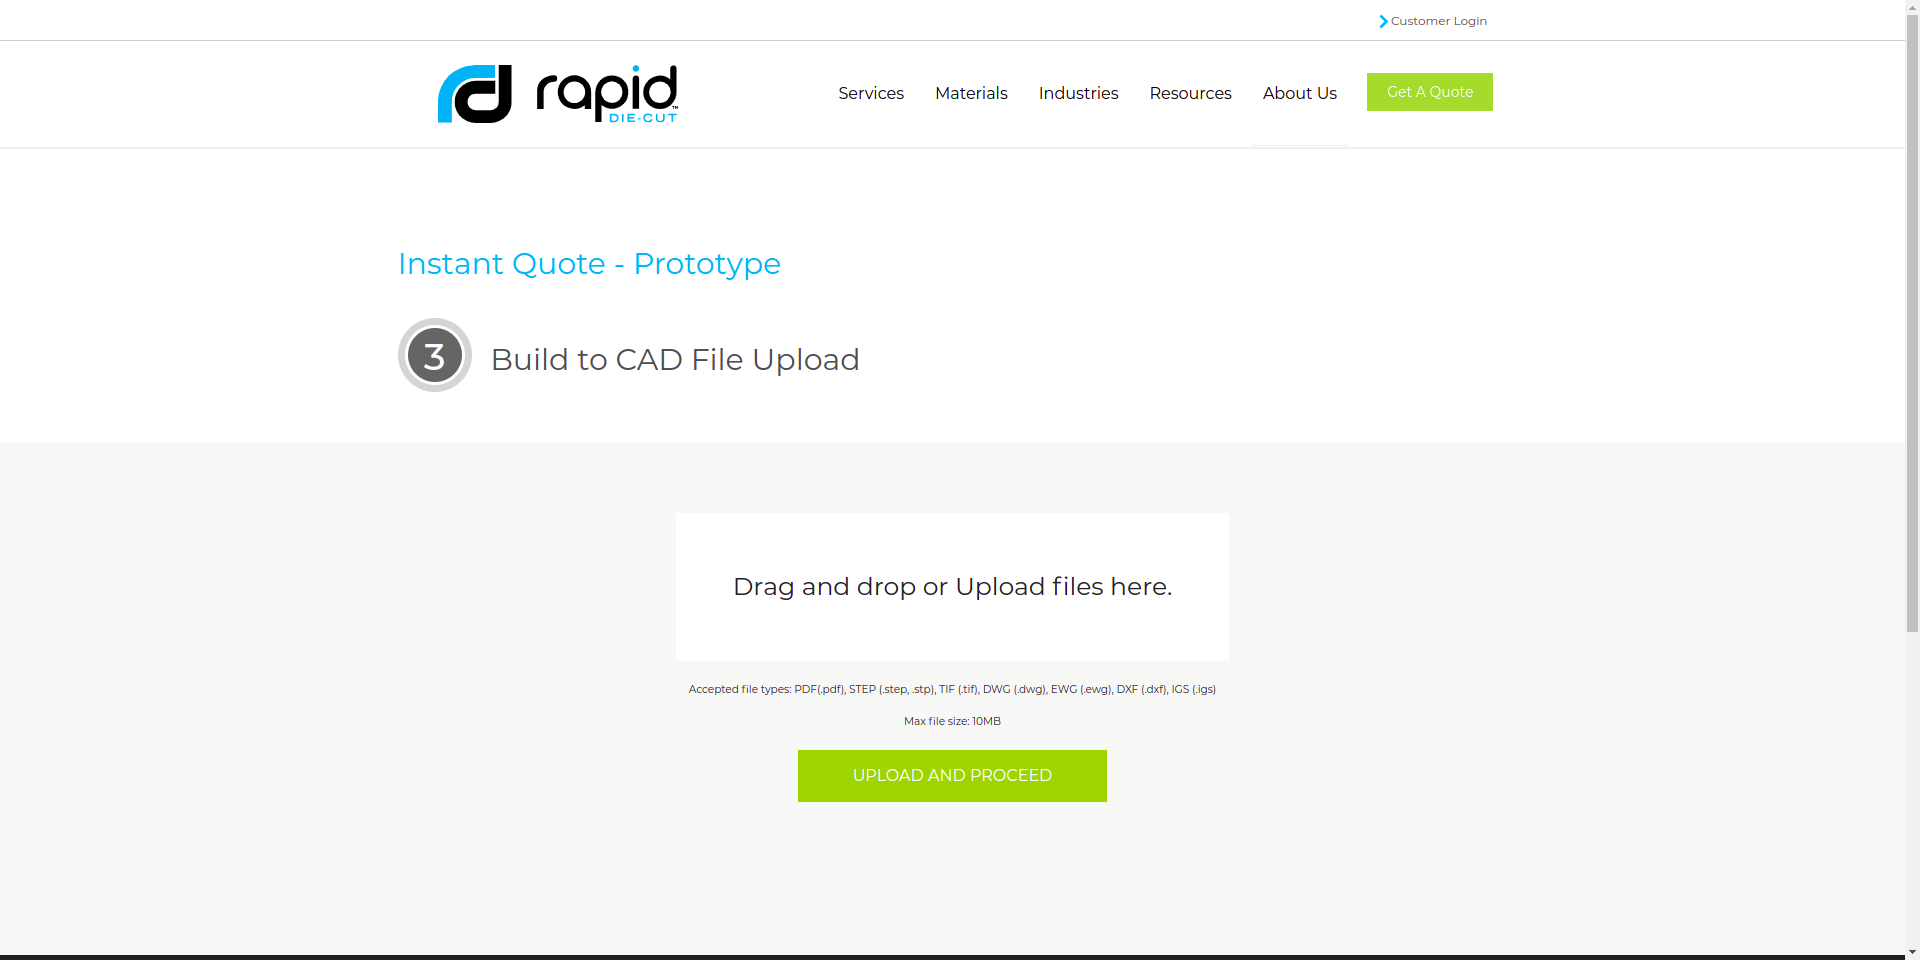 Customer Login
rapid
DIE-CUT
TM
Services
Materials
Industries
Resources
About Us
Get A Quote
Instant Quote - Prototype
3
Build to CAD File Upload
Drag and drop or Upload files here.
Accepted file types: PDF(.pdf), STEP (.step, .stp), TIF (.tif), DWG (.dwg), EWG (.ewg), DXF (.dxf), IGS (.igs)
Max file size: 10MB
UPLOAD AND PROCEED